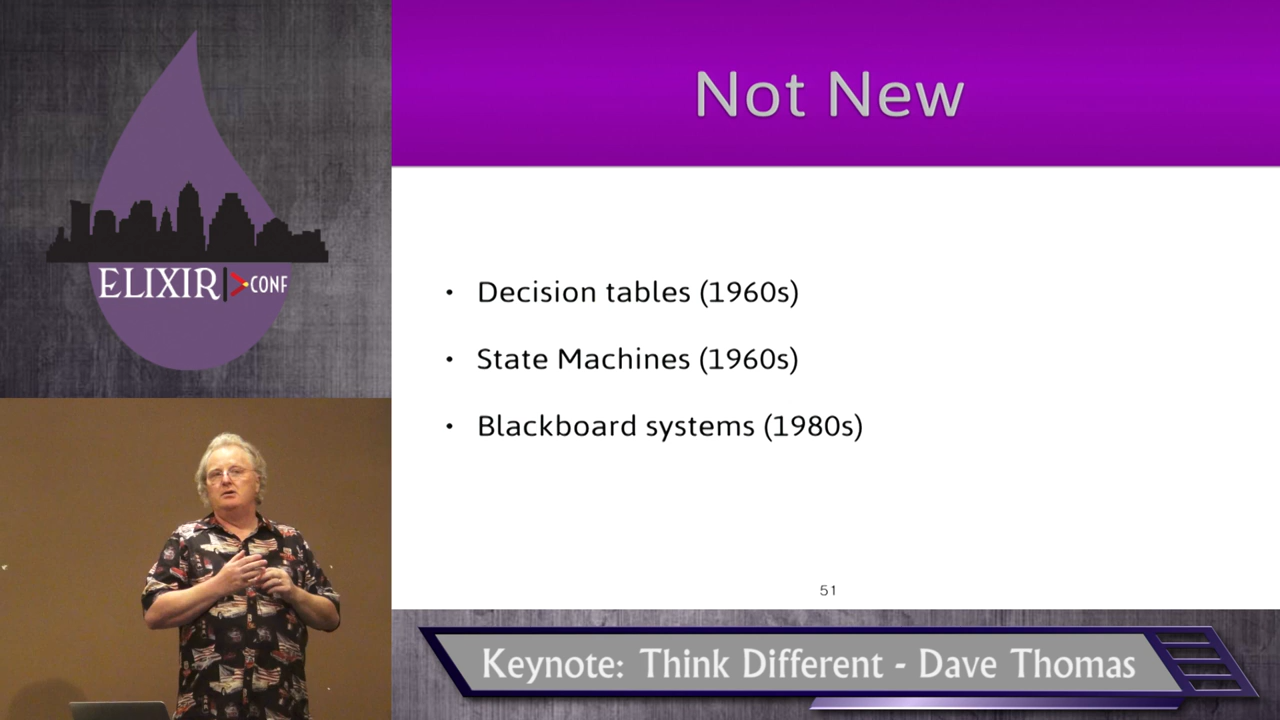 Not New
ELIXIR|>CONF
• Decision tables (1960s)
• State Machines (1960s)
• Blackboard systems (1980s)
51
Keynote: Think Different - Dave Thomas